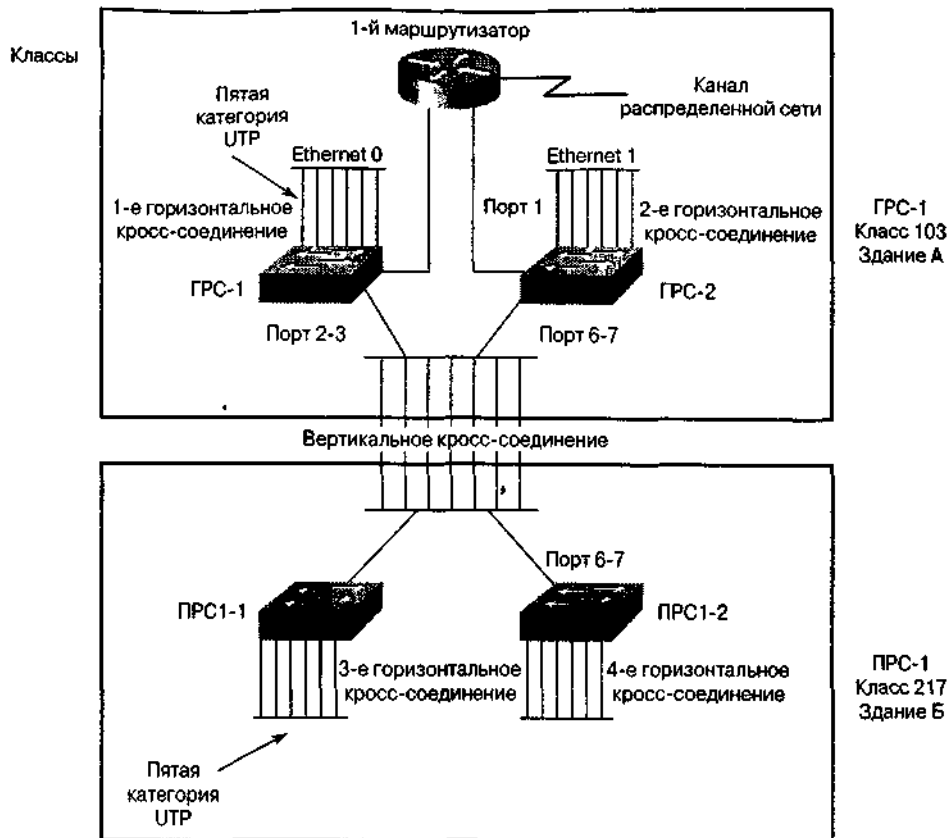 1-й маршрутизатор
Классы
Канал
распределенной сети
Пятая
категория
UTP
Ethernet 0
Ethernet 1
1-е горизонтальное
кросс-соединение
Порт 1
2-е горизонтальное
кросс-соединение
ГРС-1
Класс 103
Здание А
ГРС-1
ГРС-2
Порт 2-3
Порт 6-7
Вертикальное кросс-соединение
Порт 6-7
ПРС1-1
ПРС1-2
3-е горизонтальное
кросс-соединение
4-е горизонтальное
кросс-соединение
ПРС-1
Класс 217
Здание Б
Пятая
категория
UTP